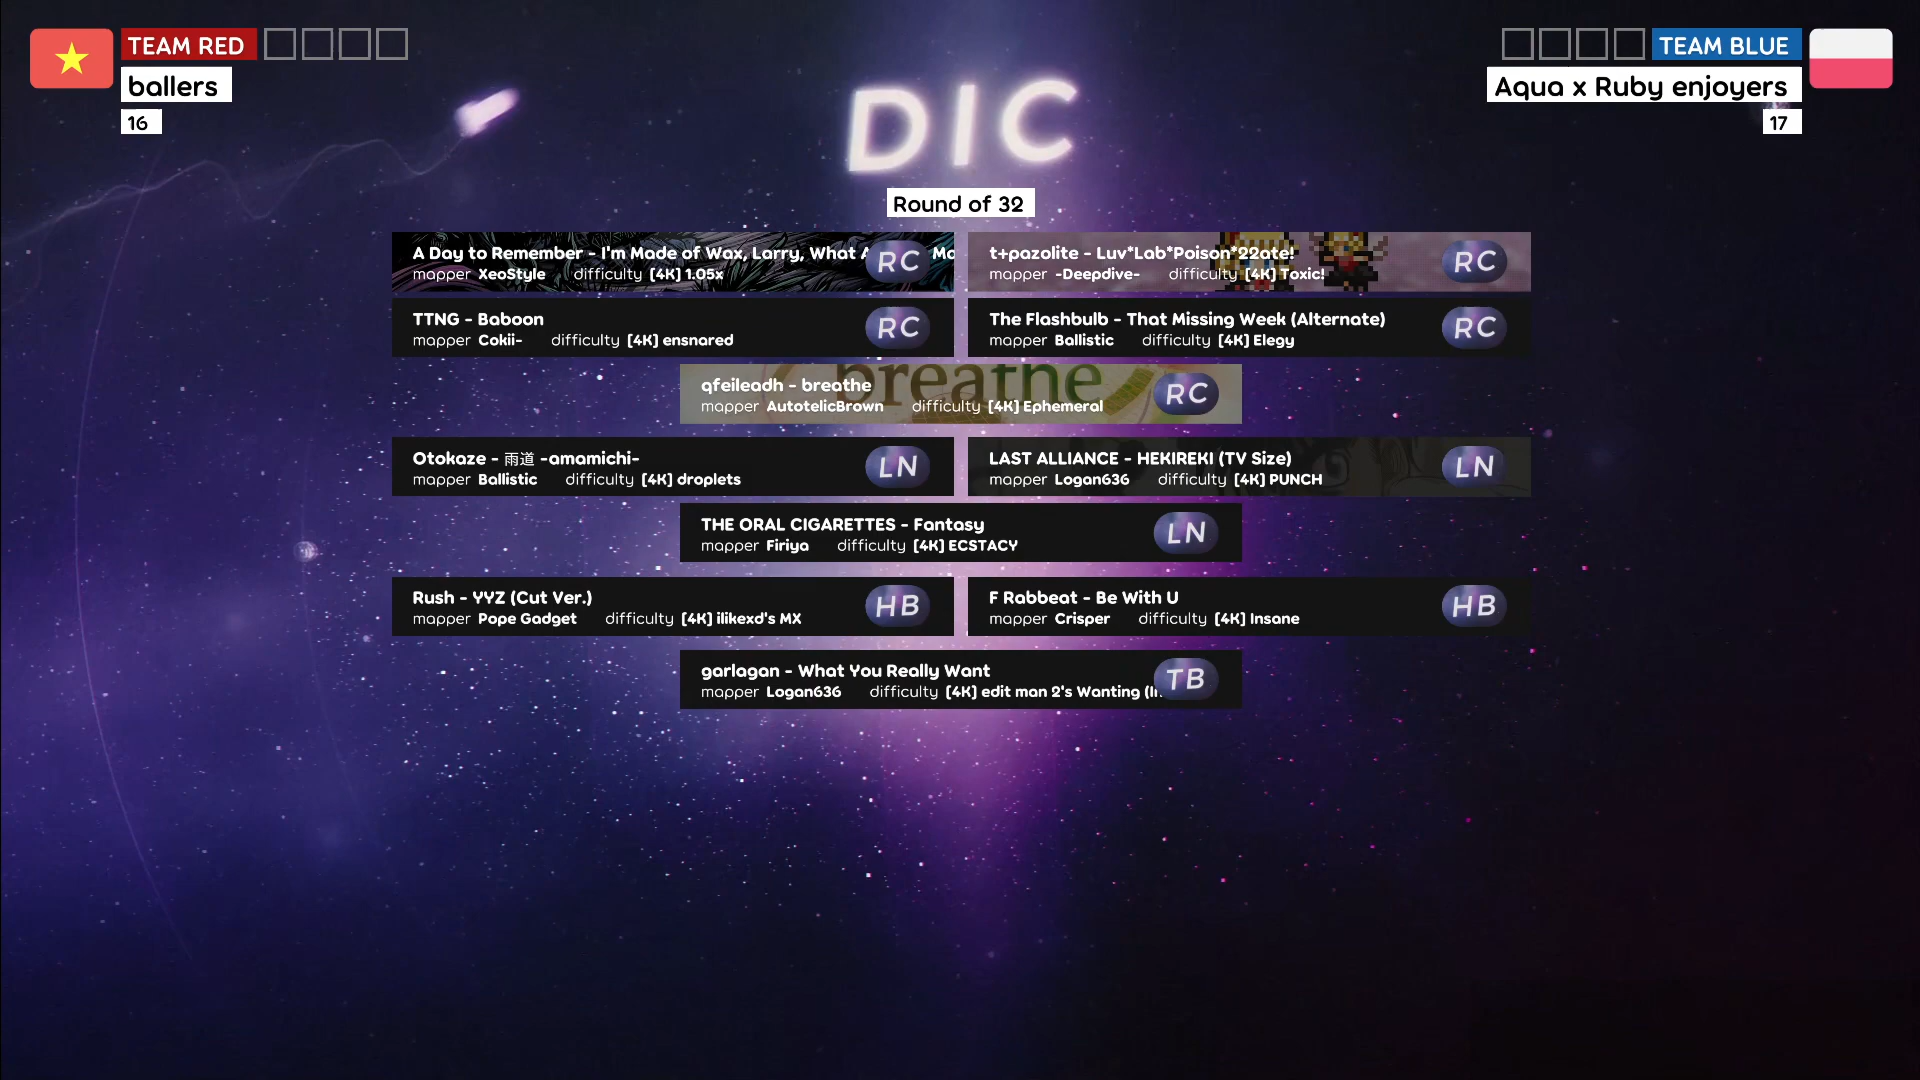 TEAM RED
ballers
16
TEAM BLUE
Aqua x Ruby enjoyers
17
DIC
Round of 32
A Day to Remember - I'm Made of Wax, Larry, What
mapper XeoStyle difficulty [4K] 1.05x
RC
t+pazolite - Luv*Lab*Poison*22ate!
mapper -Deepdive- difficulty [4K] Toxic!
RC
TTNG - Baboon
mapper Cokii- difficulty [4K] ensnared
RC
The Flashbulb - That Missing Week (Alternate)
mapper Ballistic difficulty [4K] Elegy
RC
breathe
qfeileadh - breathe
mapper AutotelicBrown difficulty [4K] Ephemeral
RC
Otokaze - 雨道 -amamichi-
mapper Ballistic difficulty [4K] droplets
LN
LAST ALLIANCE - HEKIREKI (TV Size)
mapper Logan636 difficulty [4K] PUNCH
LN
THE ORAL CIGARETTES - Fantasy
mapper Firiya difficulty [4K] ECSTACY
LN
Rush - YYZ (Cut Ver.)
mapper Pope Gadget difficulty [4K] ilikexd's MX
HB
F Rabbeat - Be With U
mapper Crisper difficulty [4K] Insane
HB
garlagan - What You Really Want
mapper Logan636 difficulty [4K] edit man 2's Wanting
TB